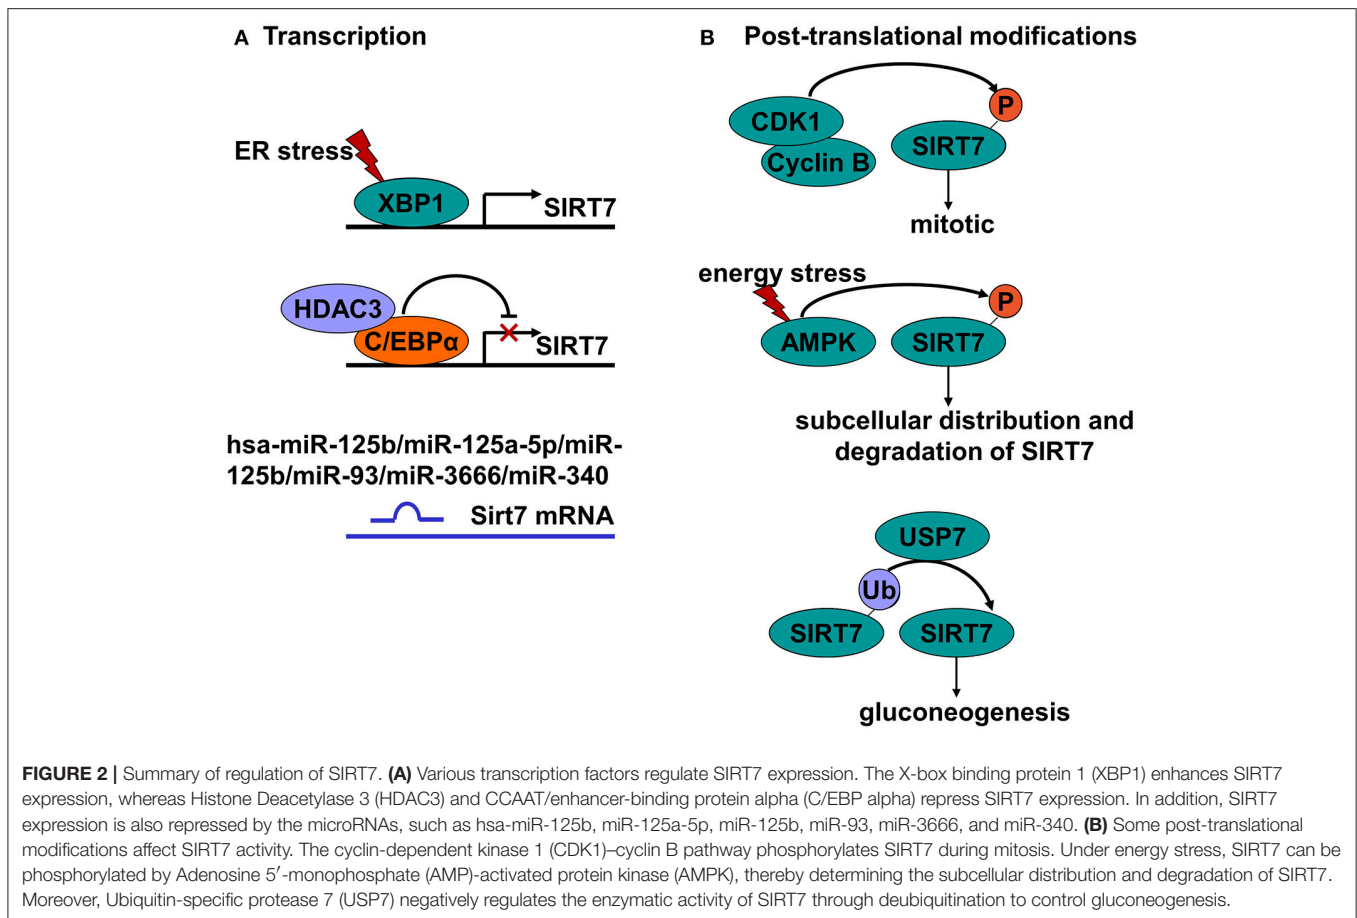 A Transcription
ER stress
XBP1
SIRT7
HDAC3
C/EBPα
SIRT7
hsa-miR-125b/miR-125a-5p/miR-
125b/miR-93/miR-3666/miR-340
Sirt7 mRNA
B Post-translational modifications
P
CDK1
SIRT7
Cyclin B
mitotic
energy stress
P
AMPK
SIRT7
subcellular distribution and
degradation of SIRT7
USP7
Ub
SIRT7
SIRT7
gluconeogenesis
FIGURE 2 | Summary of regulation of SIRT7. (A) Various transcription factors regulate SIRT7 expression. The X-box binding protein 1 (XBP1) enhances SIRT7
expression, whereas Histone Deacetylase 3 (HDAC3) and CCAAT/enhancer-binding protein alpha (C/EBP alpha) repress SIRT7 expression. In addition, SIRT7
expression is also repressed by the microRNAs, such as hsa-miR-125b, miR-125a-5p, miR-125b, miR-93, miR-3666, and miR-340. (B) Some post-translational
modifications affect SIRT7 activity. The cyclin-dependent kinase 1 (CDK1)–cyclin B pathway phosphorylates SIRT7 during mitosis. Under energy stress, SIRT7 can be
phosphorylated by Adenosine 5′-monophosphate (AMP)-activated protein kinase (AMPK), thereby determining the subcellular distribution and degradation of SIRT7.
Moreover, Ubiquitin-specific protease 7 (USP7) negatively regulates the enzymatic activity of SIRT7 through deubiquitination to control gluconeogenesis.